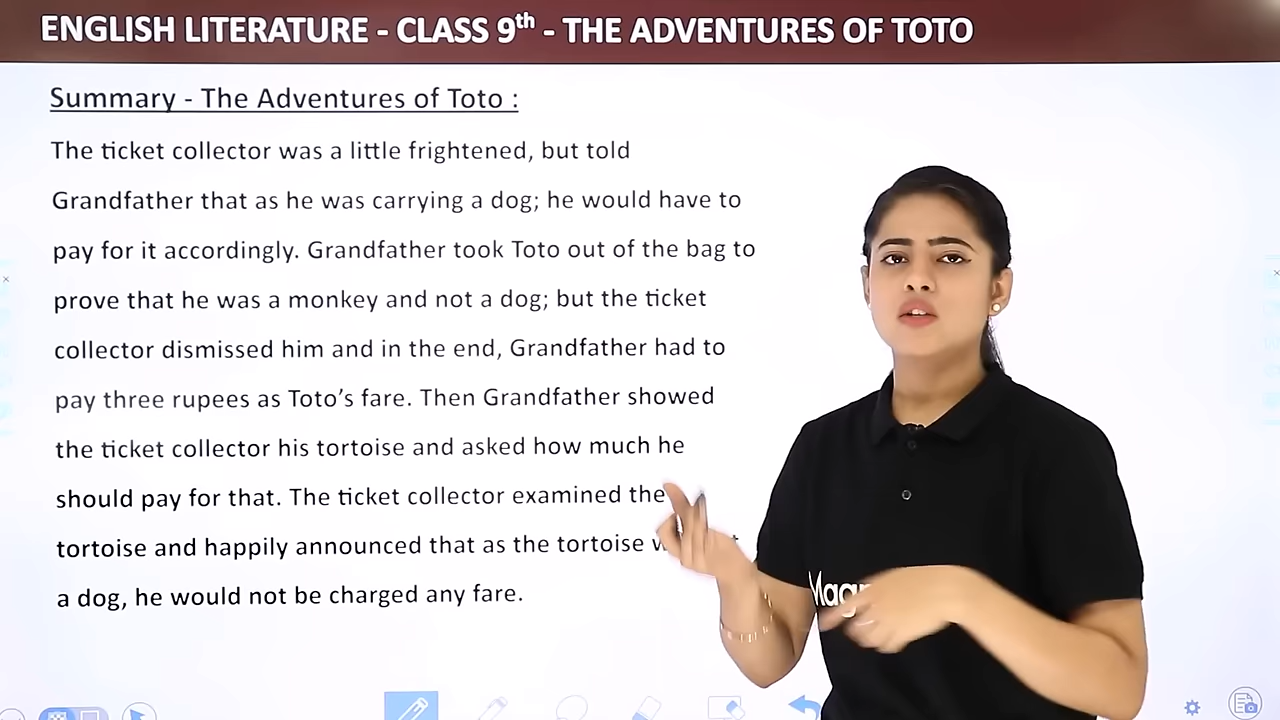 ENGLISH LITERATURE - CLASS 9th - THE ADVENTURES OF TOTO
Summary - The Adventures of Toto :
The ticket collector was a little frightened, but told
Grandfather that as he was carrying a dog; he would have to
pay for it accordingly. Grandfather took Toto out of the bag to
prove that he was a monkey and not a dog; but the ticket
collector dismissed him and in the end, Grandfather had to
pay three rupees as Toto's fare. Then Grandfather showed
the ticket collector his tortoise and asked how much he
should pay for that. The ticket collector examined the
tortoise and happily announced that as the tortoise
a dog, he would not be charged any fare.